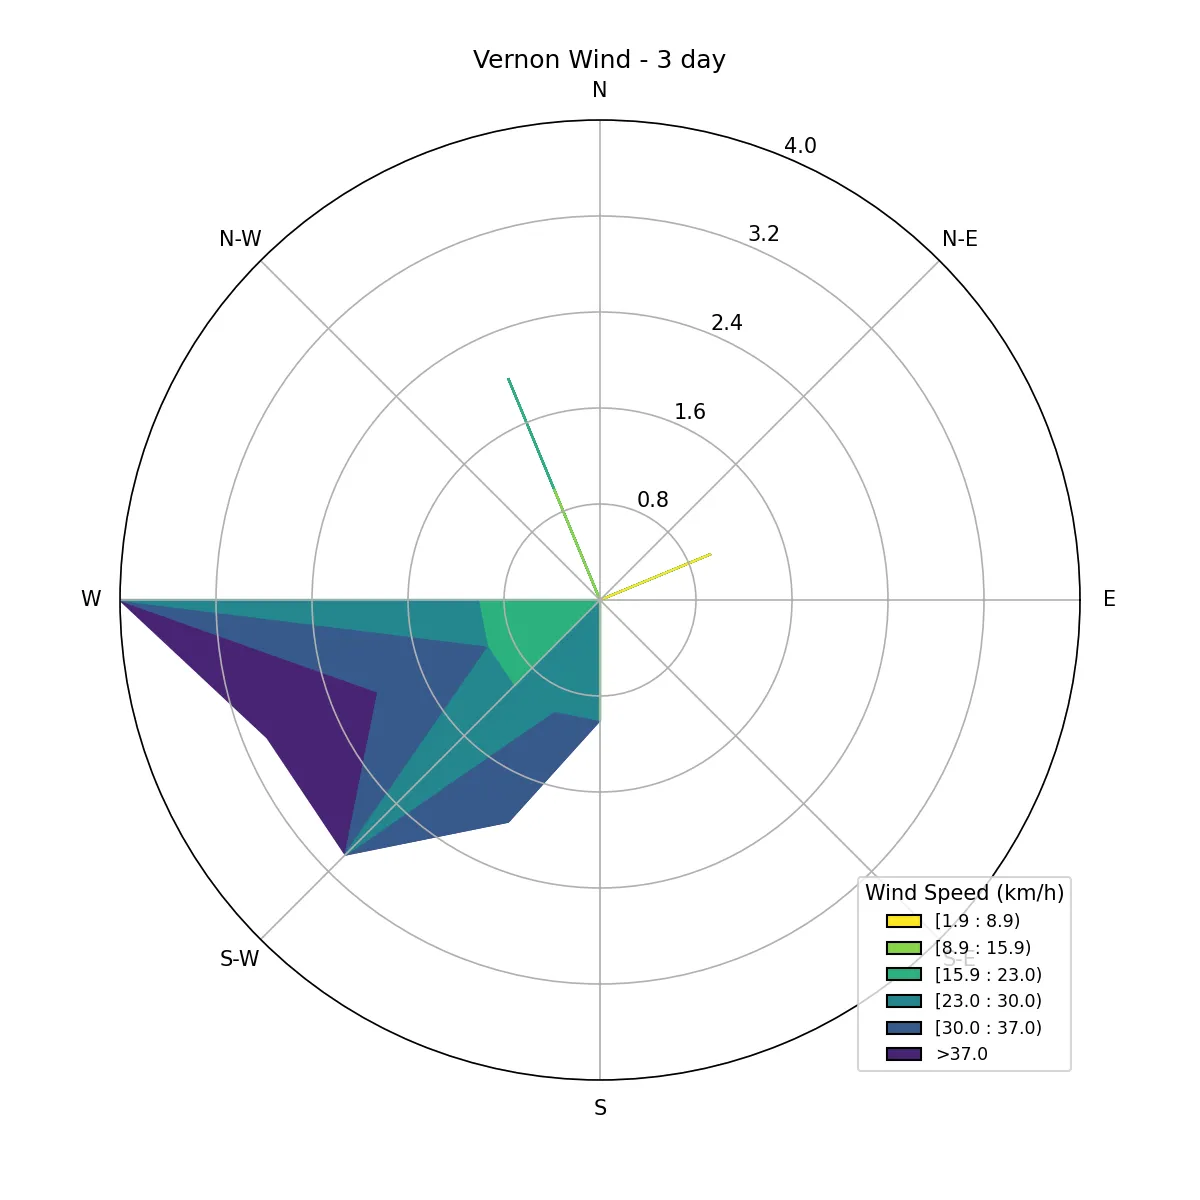 Vernon Wind - 3 day
N
4.0
N-W
3.2
N-E
2.4
1.6
0.8
W
E
Wind Speed (km/h)
[1.9 : 8.9)
[8.9 : 15.9)
S-W
S-E
[15.9 : 23.0)
[23.0 : 30.0)
[30.0 : 37.0)
>37.0
S